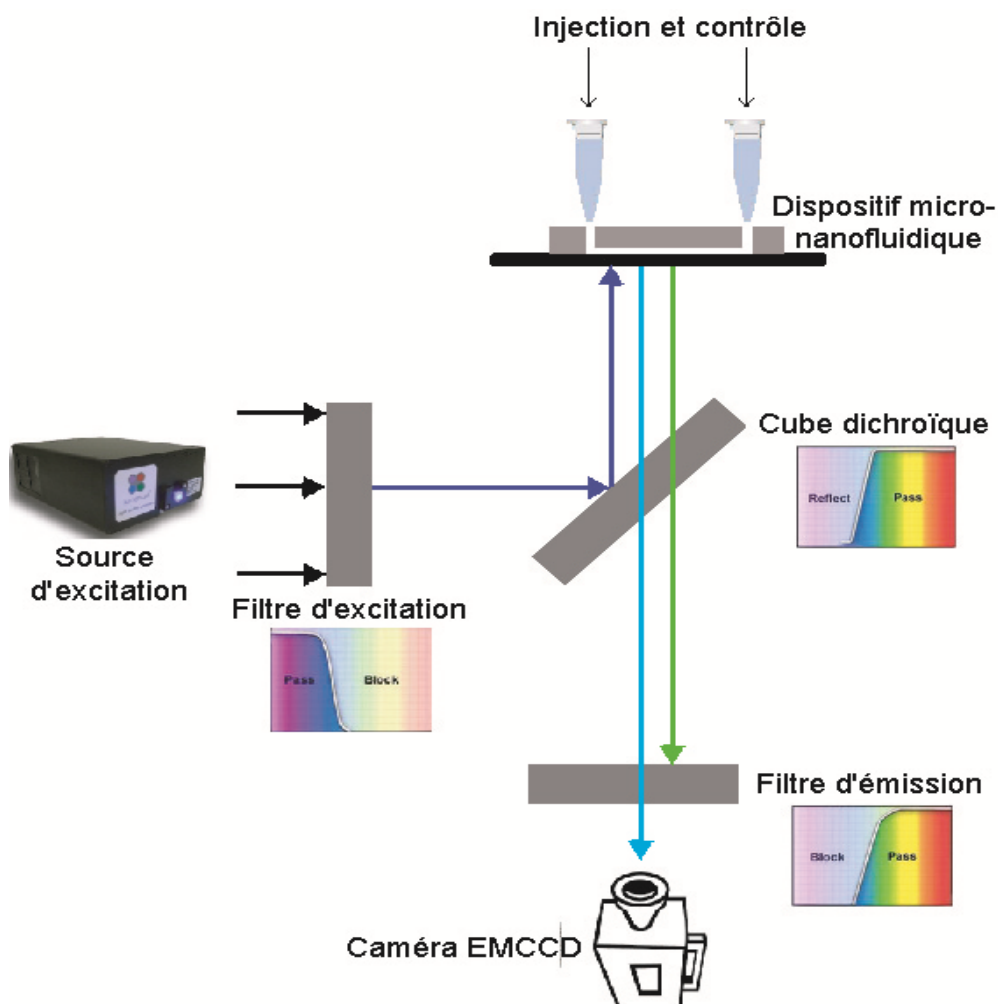 Injection et contrôle
Dispositif micro-
nanofluidique
Cube dichroïque
Reflect
Pass
Source
d'excitation
Filtre d'excitation
Pass
Block
Filtre d'émission
Block
Pass
Caméra EMCCD